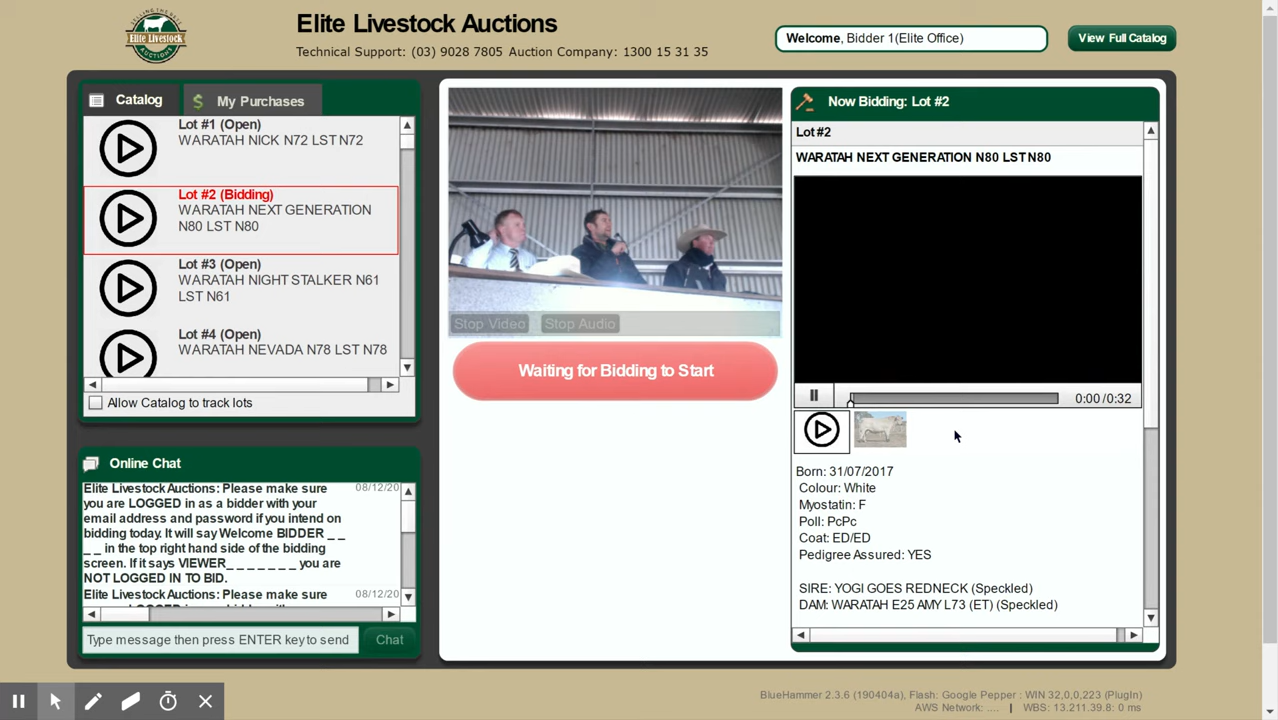 Elite Livestock Auctions
Technical Support: (03) 9028 7805 Auction Company: 1300 15 31 35
Welcome, Bidder 1(Elite Office)
View Full Catalog
SELLING THE BEST
Elite Livestock
AUCTIONS
Catalog
My Purchases
Lot #1 (Open)
WARATAH NICK N72 LST N72
Lot #2 (Bidding)
WARATAH NEXT GENERATION
N80 LST N80
Lot #3 (Open)
WARATAH NIGHT STALKER N61
LST N61
Lot #4 (Open)
WARATAH NEVADA N78 LST N78
Allow Catalog to track lots
Online Chat
Elite Livestock Auctions: Please make sure 08/12/20
you are LOGGED in as a bidder with your
email address and password if you intend on
bidding today. It will say Welcome BIDDER _ _
_ _ in the top right hand side of the bidding
screen. If it says VIEWER_ _ _ _ _ _ _ you are
NOT LOGGED IN TO BID.
Elite Livestock Auctions: Please make sure 08/12/20
Type message then press ENTER key to send
Chat
Stop Video
Stop Audio
Waiting for Bidding to Start
Now Bidding: Lot #2
Lot #2
WARATAH NEXT GENERATION N80 LST N80
0:00 /0:32
Born: 31/07/2017
Colour: White
Myostatin: F
Poll: PcPc
Coat: ED/ED
Pedigree Assured: YES
SIRE: YOGI GOES REDNECK (Speckled)
DAM: WARATAH E25 AMY L73 (ET) (Speckled)
BlueHammer 2.3.6 (190404a), Flash: Google Pepper : WIN 32,0,0,223 (PlugIn)
AWS Network: .... | WBS: 13.211.39.8: 0 ms